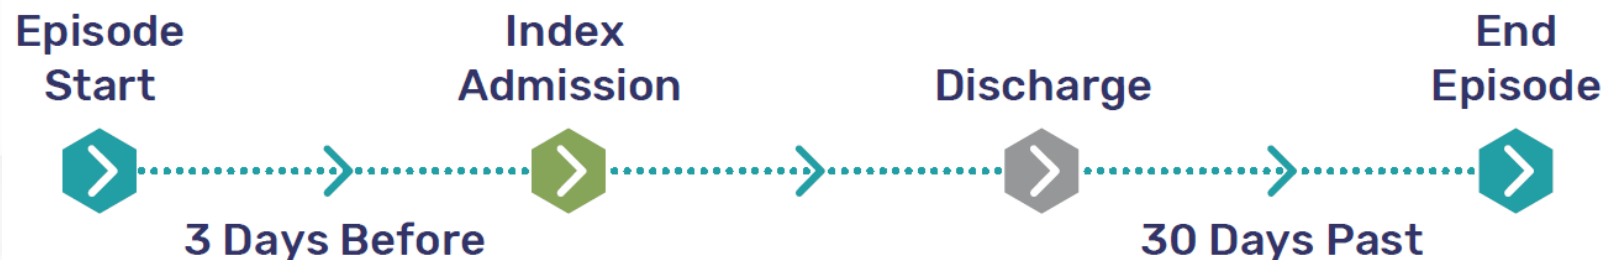 Episode
Start
Index
Admission
Discharge
End
Episode
3 Days Before
30 Days Past